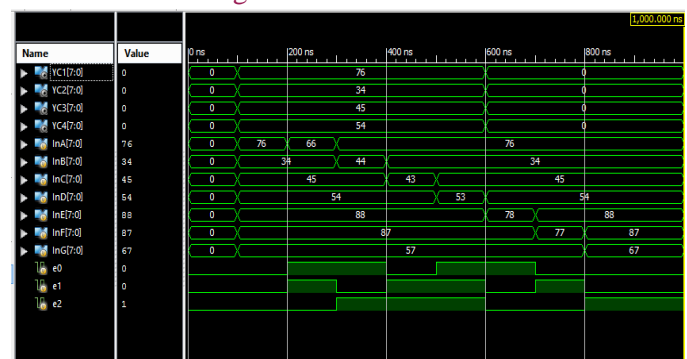 1,000.000 ns
Name Value 0 ns 200 ns 400 ns 600 ns 800 ns
YC1[7:0] 0 0 76 0
YC2[7:0] 0 0 34 0
YC3[7:0] 0 0 45 0
YC4[7:0] 0 0 54 0
InA[7:0] 76 0 76 66 76
InB[7:0] 34 0 34 44 34
InC[7:0] 45 0 45 43 45
InD[7:0] 54 0 54 53 54
InE[7:0] 88 0 88 78 88
InF[7:0] 87 0 87 77 87
InG[7:0] 67 0 57 67
e0 0
e1 0
e2 1